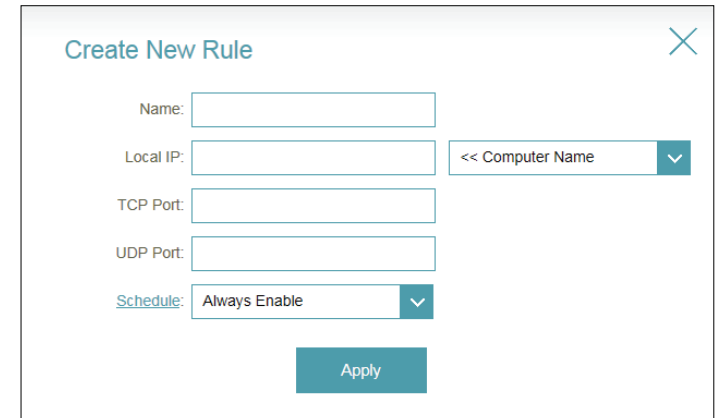 Create New Rule
Name:
Local IP: << Computer Name
TCP Port:
UDP Port:
Schedule: Always Enable
Apply